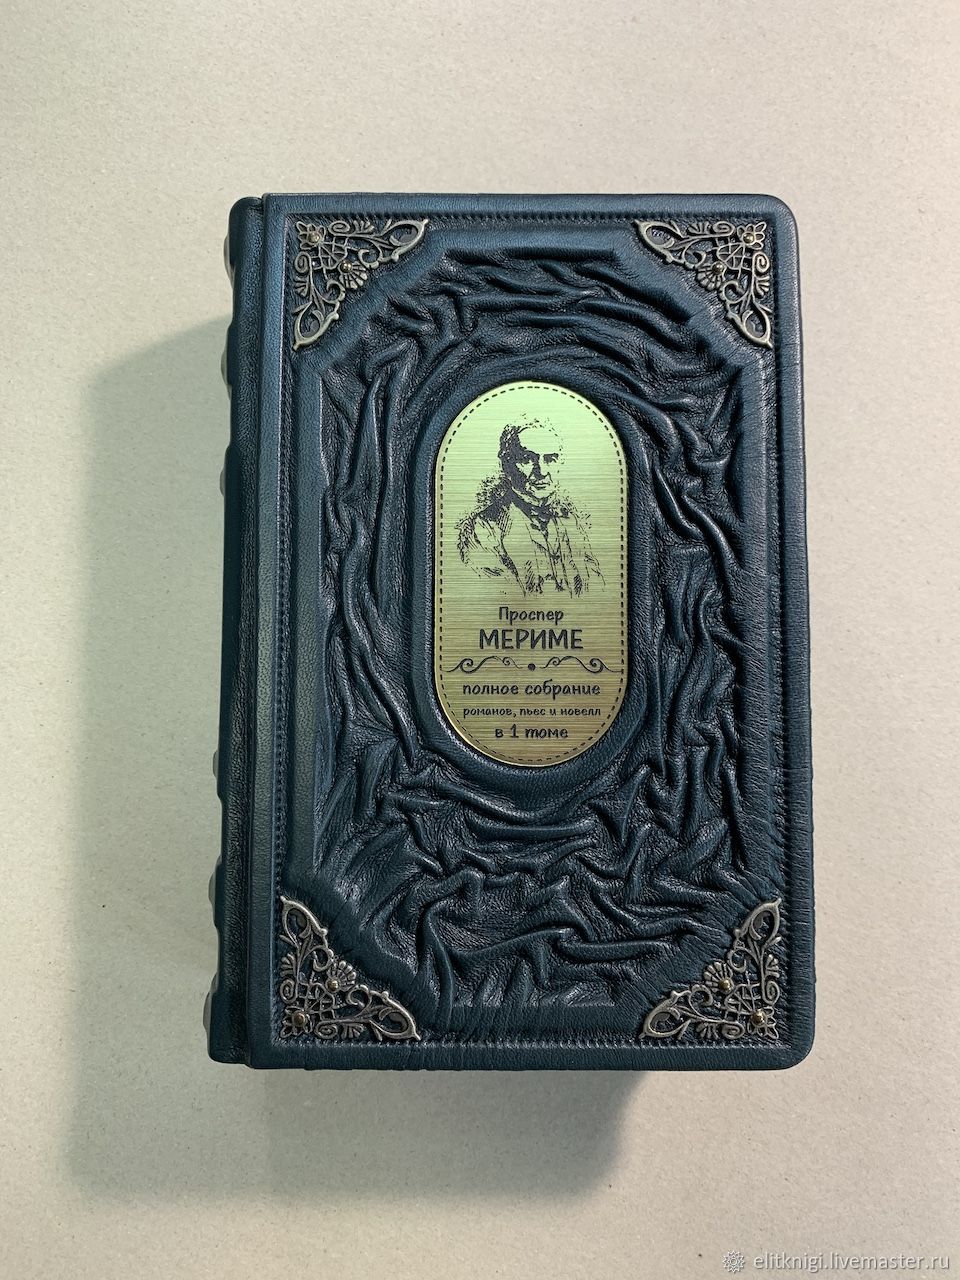 Проспер
МЕРИМЕ
полное собрание
романов, пьес и новелл
в 1 томе
elitknigi.livemaster.ru